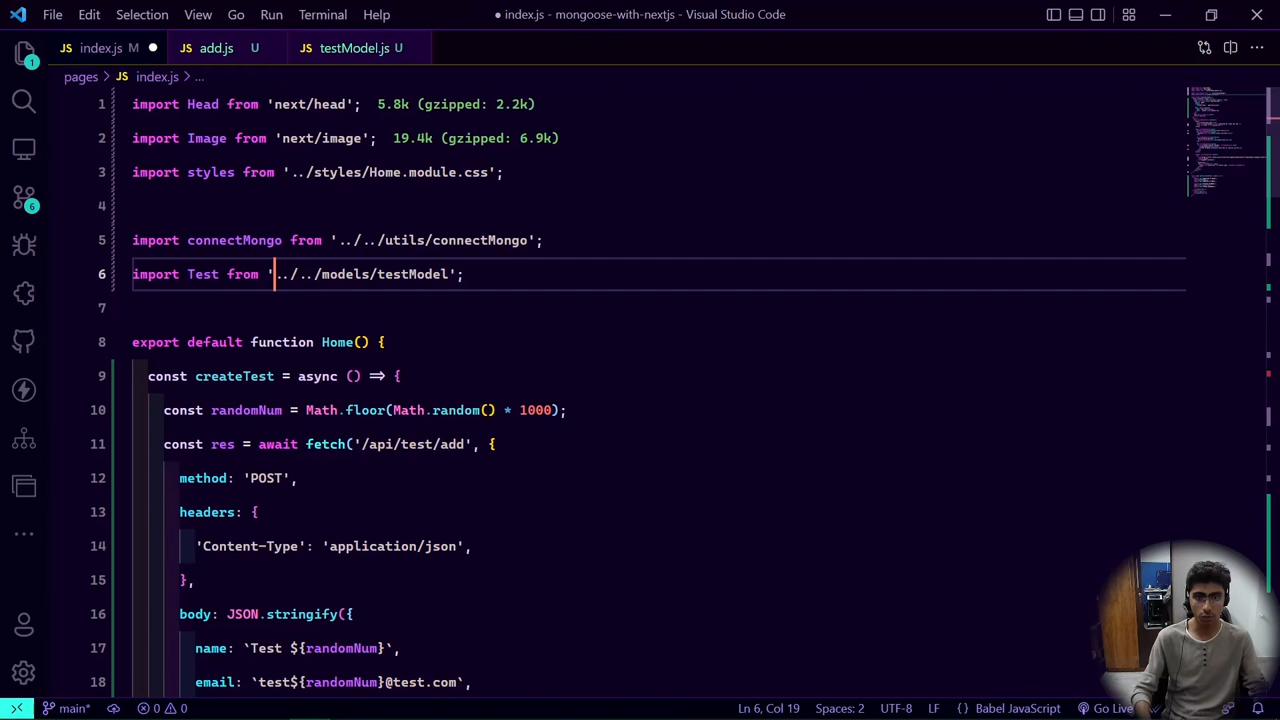 File Edit Selection View Go Run Terminal Help
● index.js - mongoose-with-nextjs - Visual Studio Code
JS index.js M ●
JS add.js U
JS testModel.js U
1
pages > JS index.js > ...
1 import Head from 'next/head'; 5.8k (gzipped: 2.2k)
2 import Image from 'next/image'; 19.4k (gzipped: 6.9k)
3 import styles from '../styles/Home.module.css';
4
5 import connectMongo from '../../utils/connectMongo';
6 import Test from '../../models/testModel';
7
8 export default function Home() {
9 const createTest = async () => {
10 const randomNum = Math.floor(Math.random() * 1000);
11 const res = await fetch('/api/test/add', {
12 method: 'POST',
13 headers: {
14 'Content-Type': 'application/json',
15 },
16 body: JSON.stringify({
17 name: `Test ${randomNum}`,
18 email: `test${randomNum}@test.com`,
6
main* 0 0
Ln 6, Col 19 Spaces: 2 UTF-8 LF {} Babel JavaScript Go Live